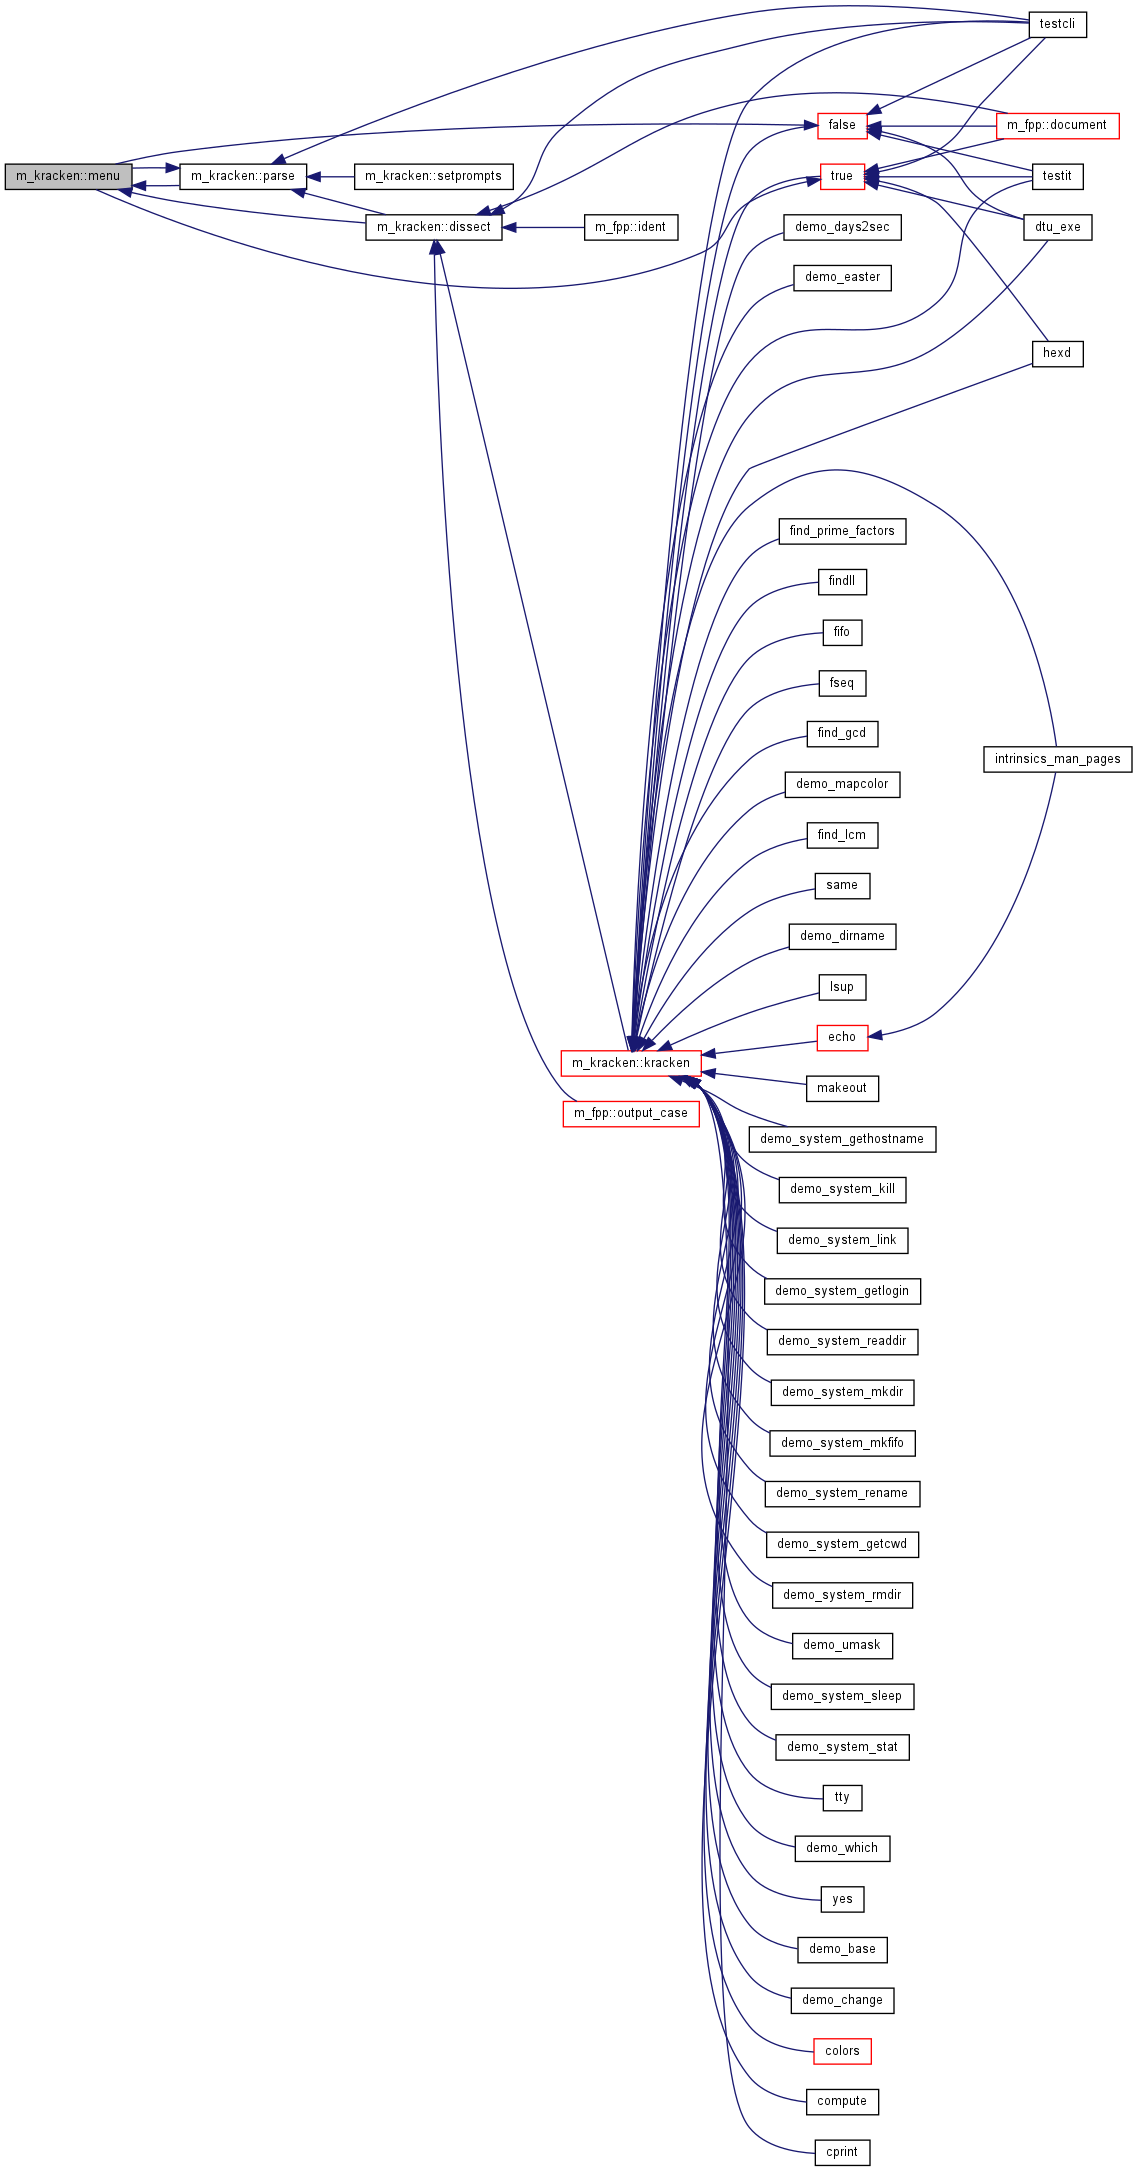 testcli
false
m_fpp::document
m_kracken::menu
m_kracken::parse
m_kracken::setprompts
true
testit
m_kracken::dissect
m_fpp::ident
demo_days2sec
dtu_exe
demo_easter
hexd
find_prime_factors
findll
fifo
fseq
find_gcd
intrinsics_man_pages
demo_mapcolor
find_lcm
same
demo_dirname
lsup
echo
m_kracken::kracken
makeout
m_fpp::output_case
demo_system_gethostname
demo_system_kill
demo_system_link
demo_system_getlogin
demo_system_readdir
demo_system_mkdir
demo_system_mkfifo
demo_system_rename
demo_system_getcwd
demo_system_rmdir
demo_umask
demo_system_sleep
demo_system_stat
tty
demo_which
yes
demo_base
demo_change
colors
compute
cprint